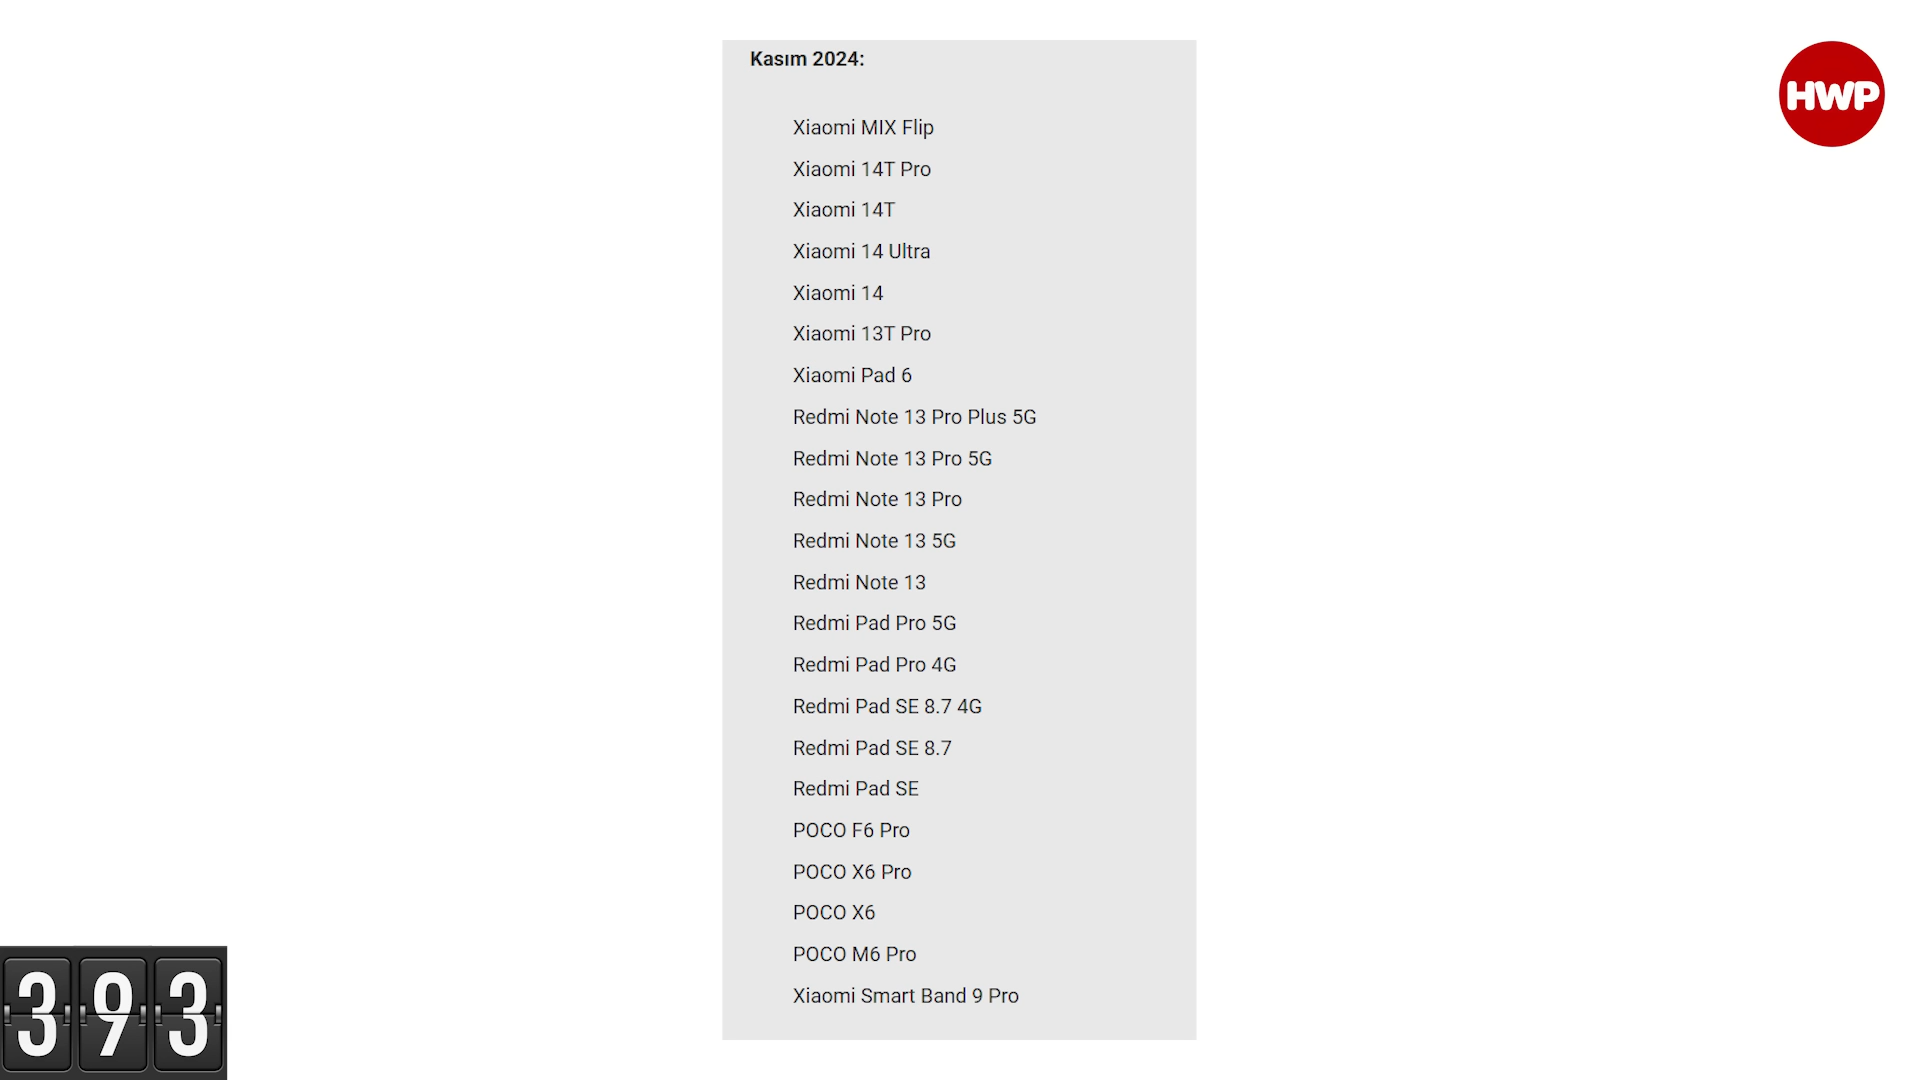 Kasım 2024:
HWP
Xiaomi MIX Flip
Xiaomi 14T Pro
Xiaomi 14T
Xiaomi 14 Ultra
Xiaomi 14
Xiaomi 13T Pro
Xiaomi Pad 6
Redmi Note 13 Pro Plus 5G
Redmi Note 13 Pro 5G
Redmi Note 13 Pro
Redmi Note 13 5G
Redmi Note 13
Redmi Pad Pro 5G
Redmi Pad Pro 4G
Redmi Pad SE 8.7 4G
Redmi Pad SE 8.7
Redmi Pad SE
POCO F6 Pro
POCO X6 Pro
POCO X6
POCO M6 Pro
Xiaomi Smart Band 9 Pro
393